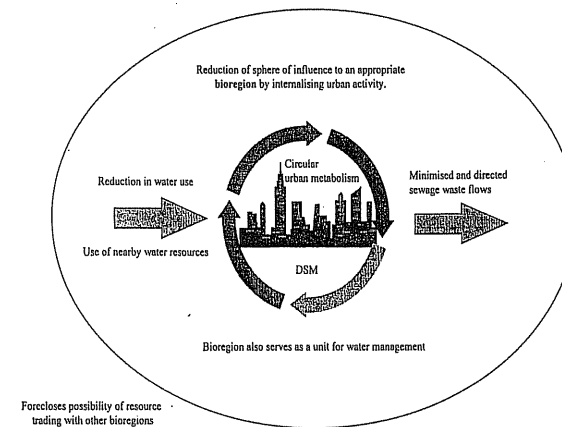 Reduction of sphere of influence to an appropriate
bioregion by internalising urban activity.
Circular
urban metabolism
Reduction in water use
Minimised and directed
sewage waste flows
Use of nearby water resources
DSM
Bioregion also serves as a unit for water management
Forecloses possibility of resource
trading with other bioregions